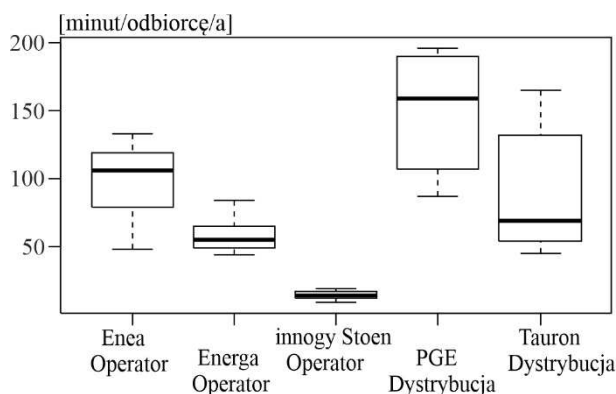 [minut/odbiorcę/a]
200
150
100
50
Enea
Operator
Energa
Operator
innogy Stoen
Operator
PGE
Dystrybucja
Tauron
Dystrybucja